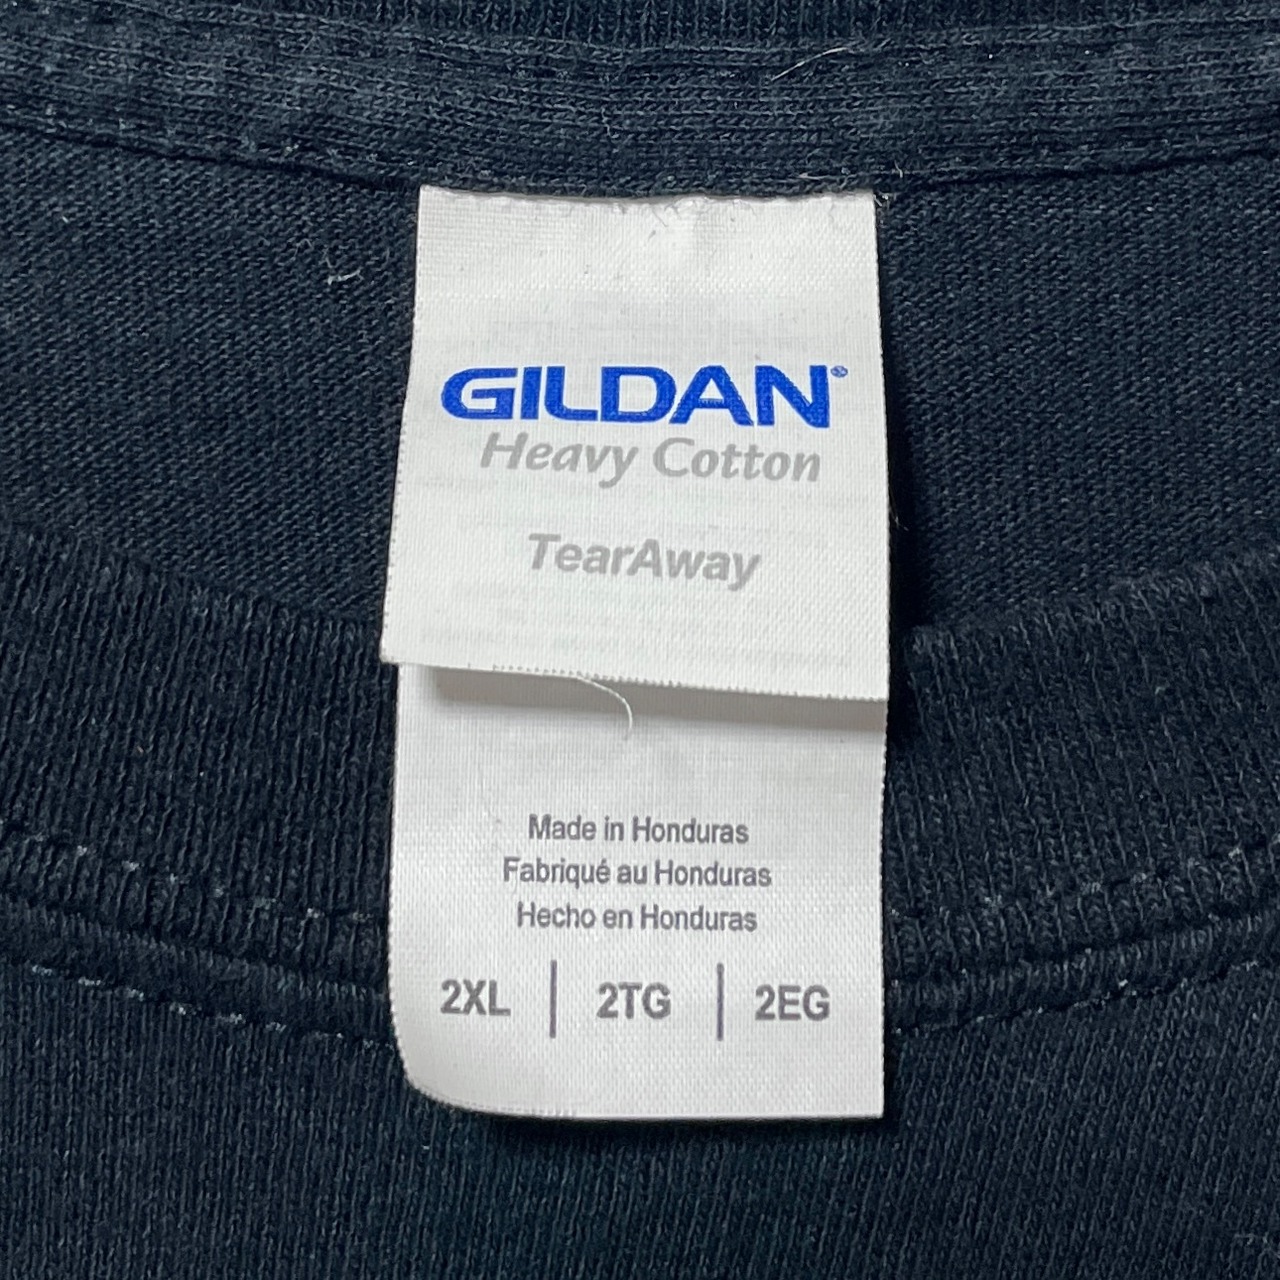 GILDAN®
Heavy Cotton
TearAway
Made in Honduras
Fabriqué au Honduras
Hecho en Honduras
2XL | 2TG | 2EG